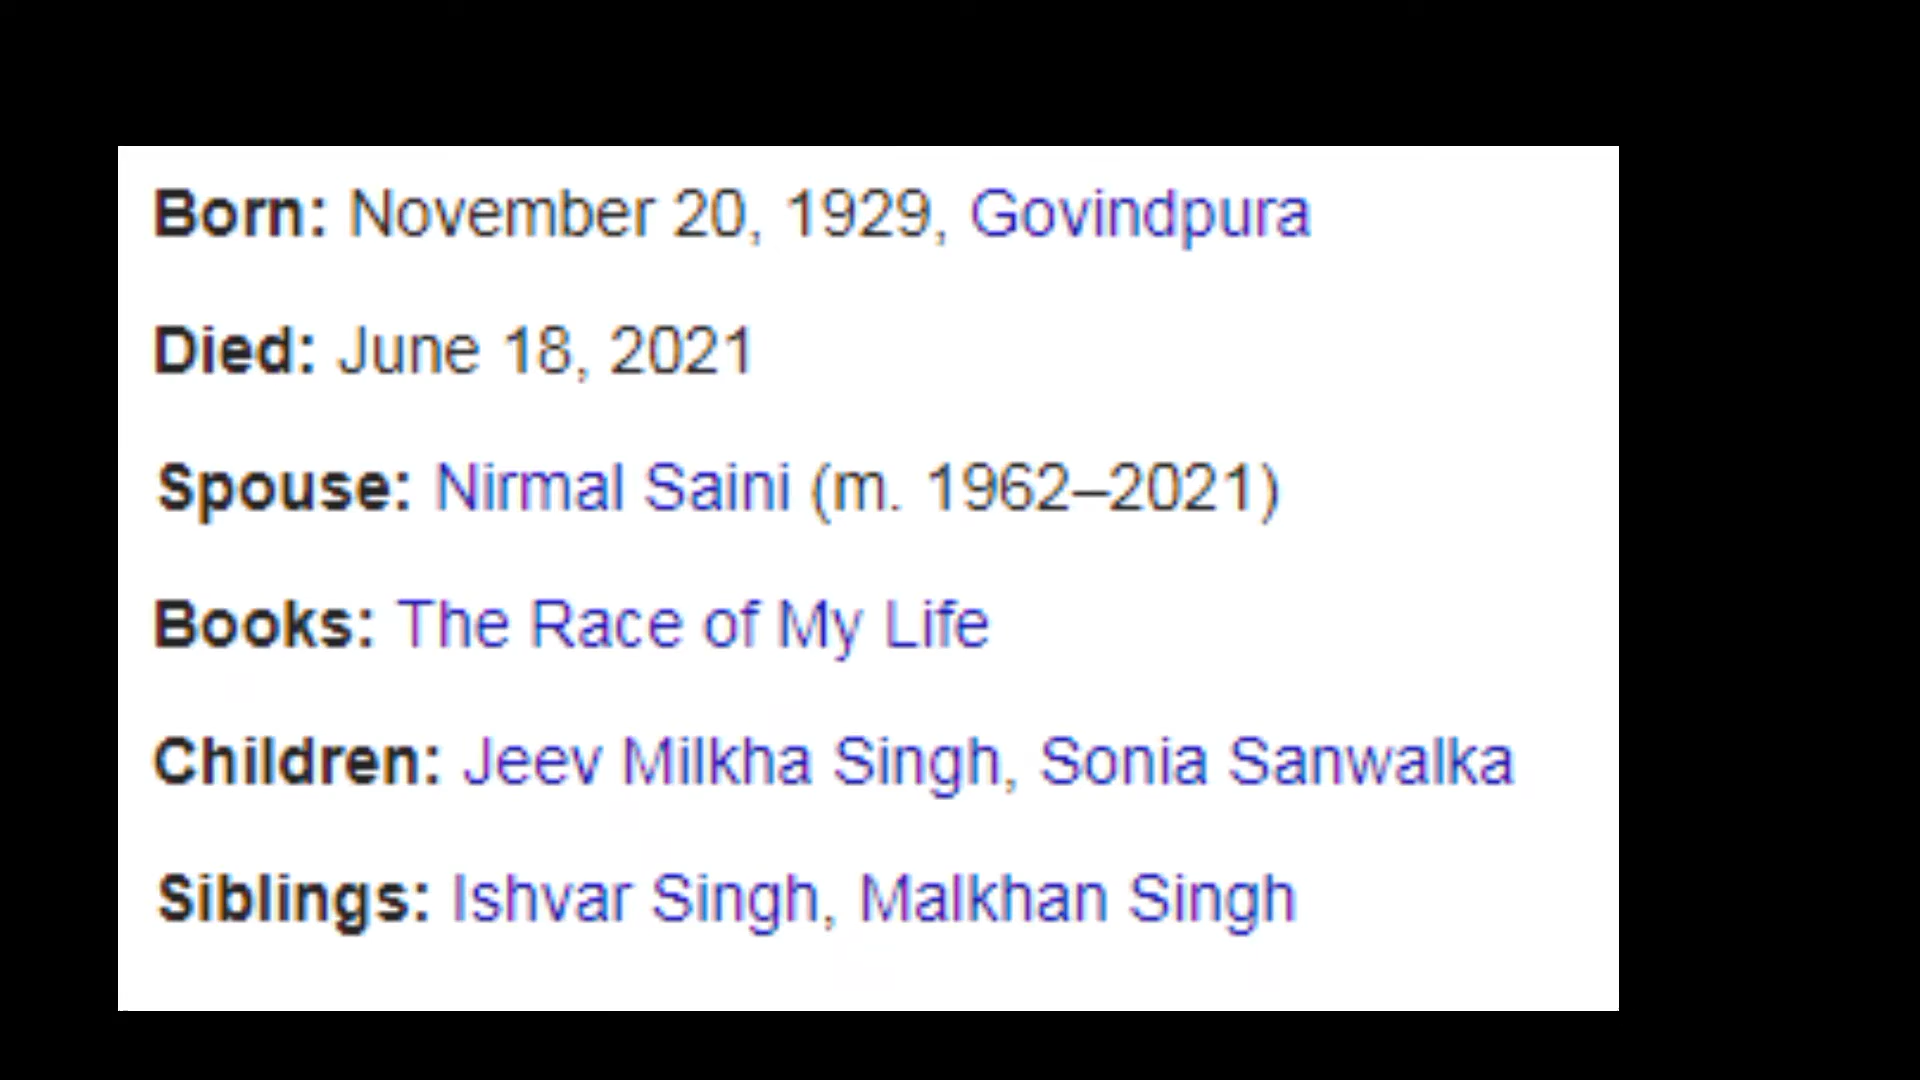 Born: November 20, 1929, Govindpura
Died: June 18, 2021
Spouse: Nirmal Saini (m. 1962–2021)
Books: The Race of My Life
Children: Jeev Milkha Singh, Sonia Sanwalka
Siblings: Ishvar Singh, Malkhan Singh